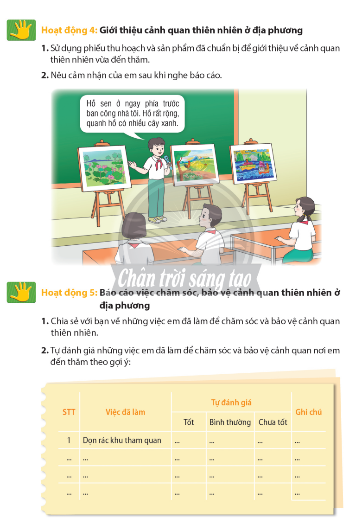 Hoạt động 4: Giới thiệu cảnh quan thiên nhiên ở địa phương
1. Sử dụng phiếu thu hoạch và sản phẩm đã chuẩn bị để giới thiệu về cảnh quan
thiên nhiên vừa đến thăm.
2. Nêu cảm nhận của em sau khi nghe báo cáo.
Hồ sen ở ngay phía trước
ban công nhà tôi. Hồ rất rộng,
quanh hồ có nhiều cây xanh.
Chân trời sáng tạo
Hoạt động 5: Báo cáo việc chăm sóc, bảo vệ cảnh quan thiên nhiên ở
địa phương
1. Chia sẻ với bạn về những việc em đã làm để chăm sóc và bảo vệ cảnh quan
thiên nhiên.
2. Tự đánh giá những việc em đã làm để chăm sóc và bảo vệ cảnh quan nơi em
đến thăm theo gợi ý:
STT Việc đã làm Tự đánh giá Ghi chú
Tốt Bình thường Chưa tốt
1 Dọn rác khu tham quan ... ... ... ...
... ... ... ... ... ...
... ... ... ... ... ...
... ... ... ... ... ...